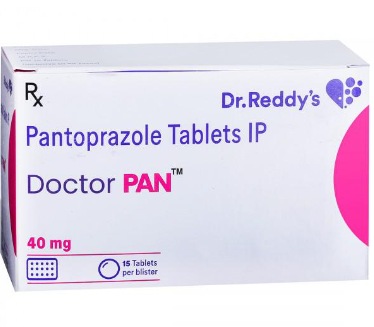 Rx
Dr.Reddy's
Pantoprazole Tablets IP
Doctor PAN™
40 mg
15 Tablets
per blister